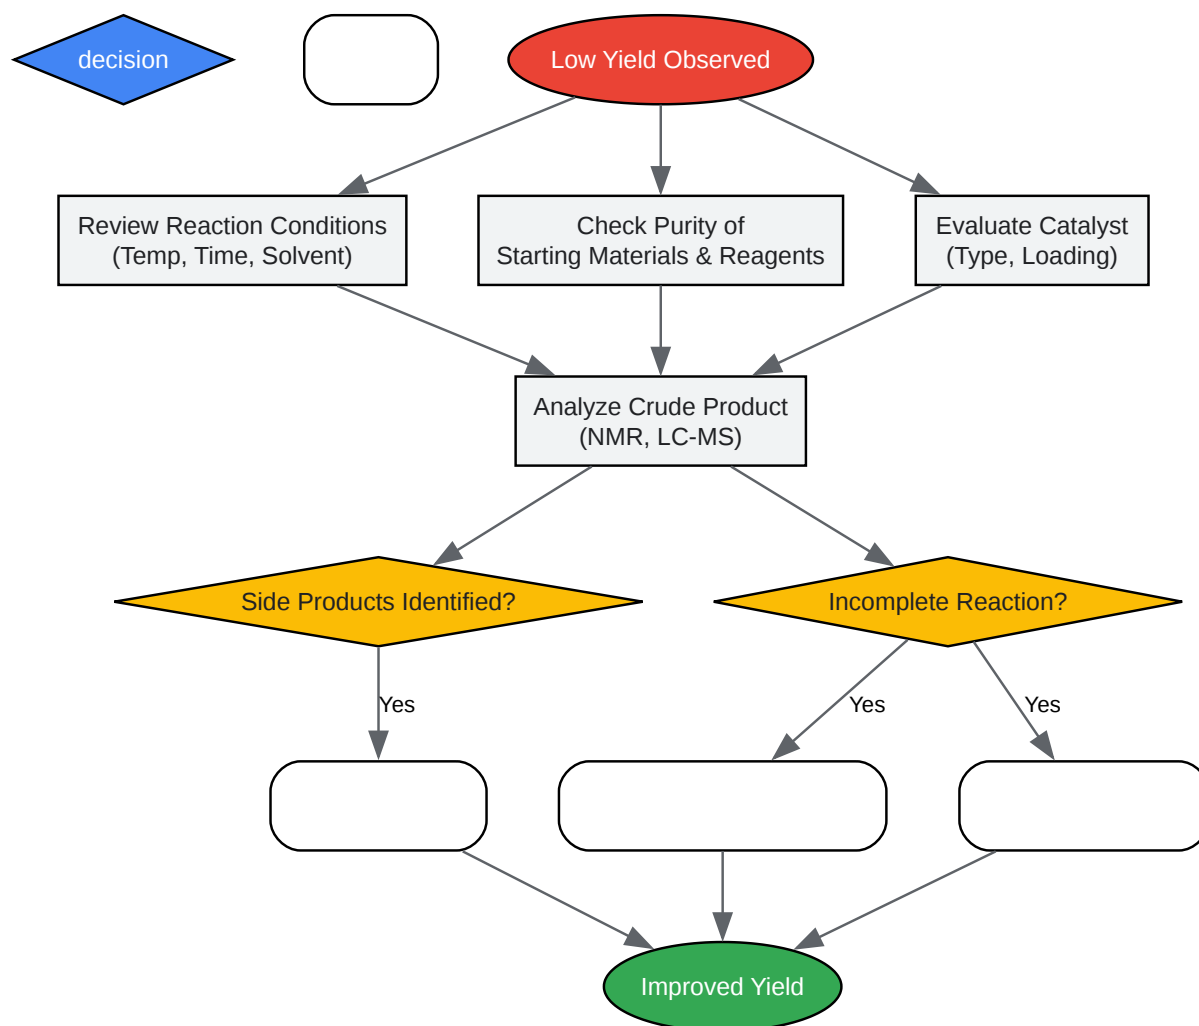 decision
Low Yield Observed
Review Reaction Conditions
(Temp, Time, Solvent)
Check Purity of
Starting Materials & Reagents
Evaluate Catalyst
(Type, Loading)
Analyze Crude Product
(NMR, LC-MS)
Side Products Identified?
Incomplete Reaction?
Yes
Yes
Yes
Improved Yield